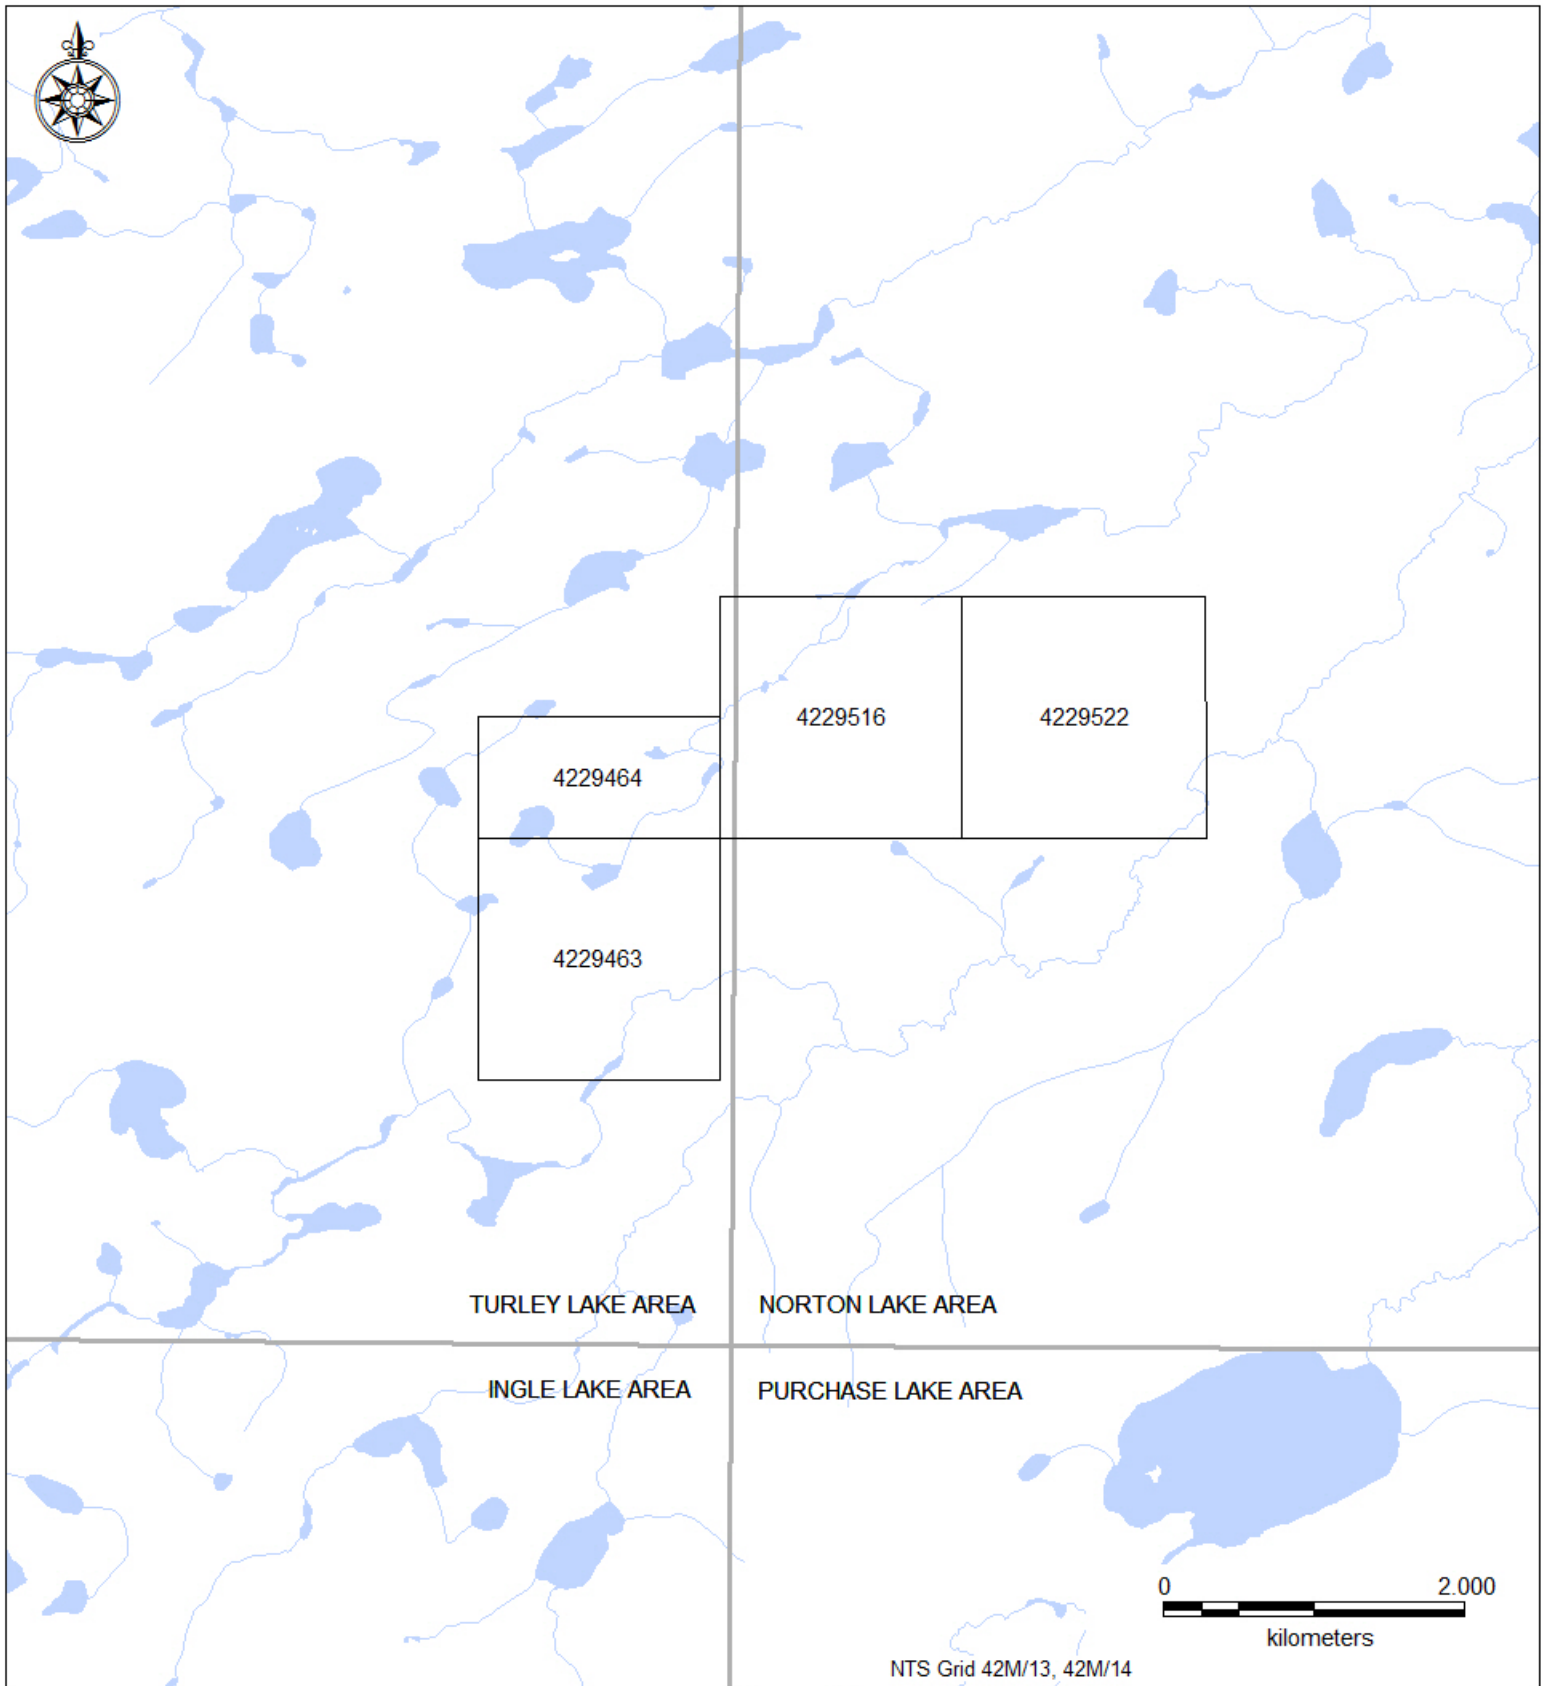 4229516
4229522
4229464
4229463
TURLEY LAKE AREA
NORTON LAKE AREA
INGLE LAKE AREA
PURCHASE LAKE AREA
0 2.000
kilometers
NTS Grid 42M/13, 42M/14